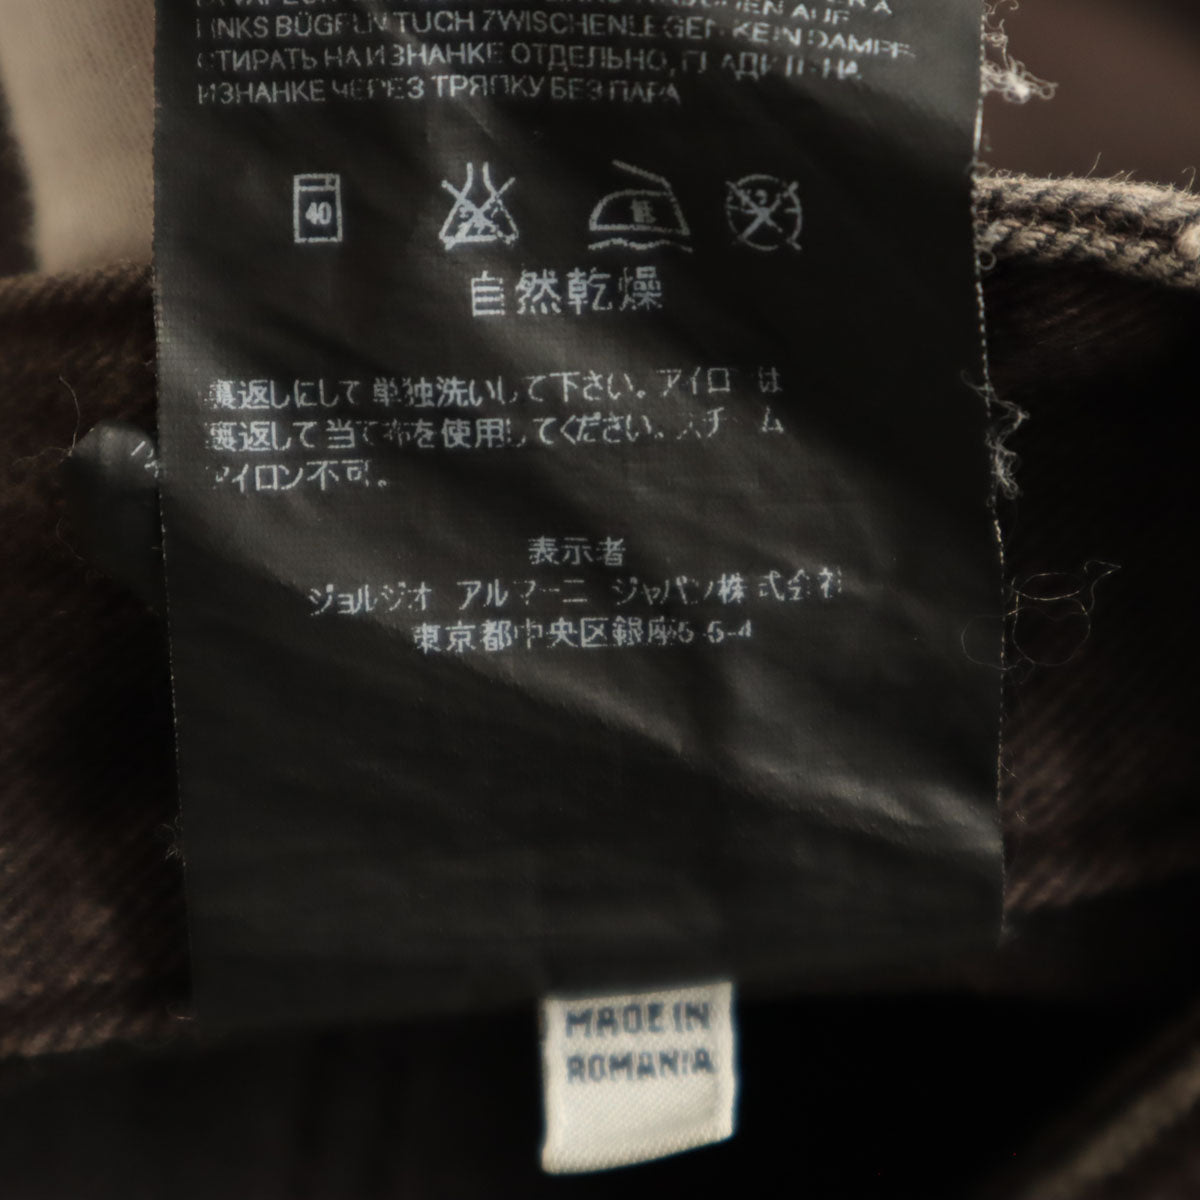 LINKS BÜGELN TUCH ZWISCHENLEGEN. KEIN DAMPF
СТИРАТЬ НА ИЗНАНКЕ ОТДЕЛЬНО, ГЛАДИТЬ НА
ИЗНАНКЕ ЧЕРЕЗ ТРЯПКУ БЕЗ ПАРА
40
自然乾燥
裏返しにして単独洗いして下さい。アイロンは
裏返して当て布を使用してください。スチーム
アイロン不可。
表示者
ジョルジオ アルマーニ ジャパン株式会社
東京都中央区銀座5-5-4
MADE IN
ROMANIA